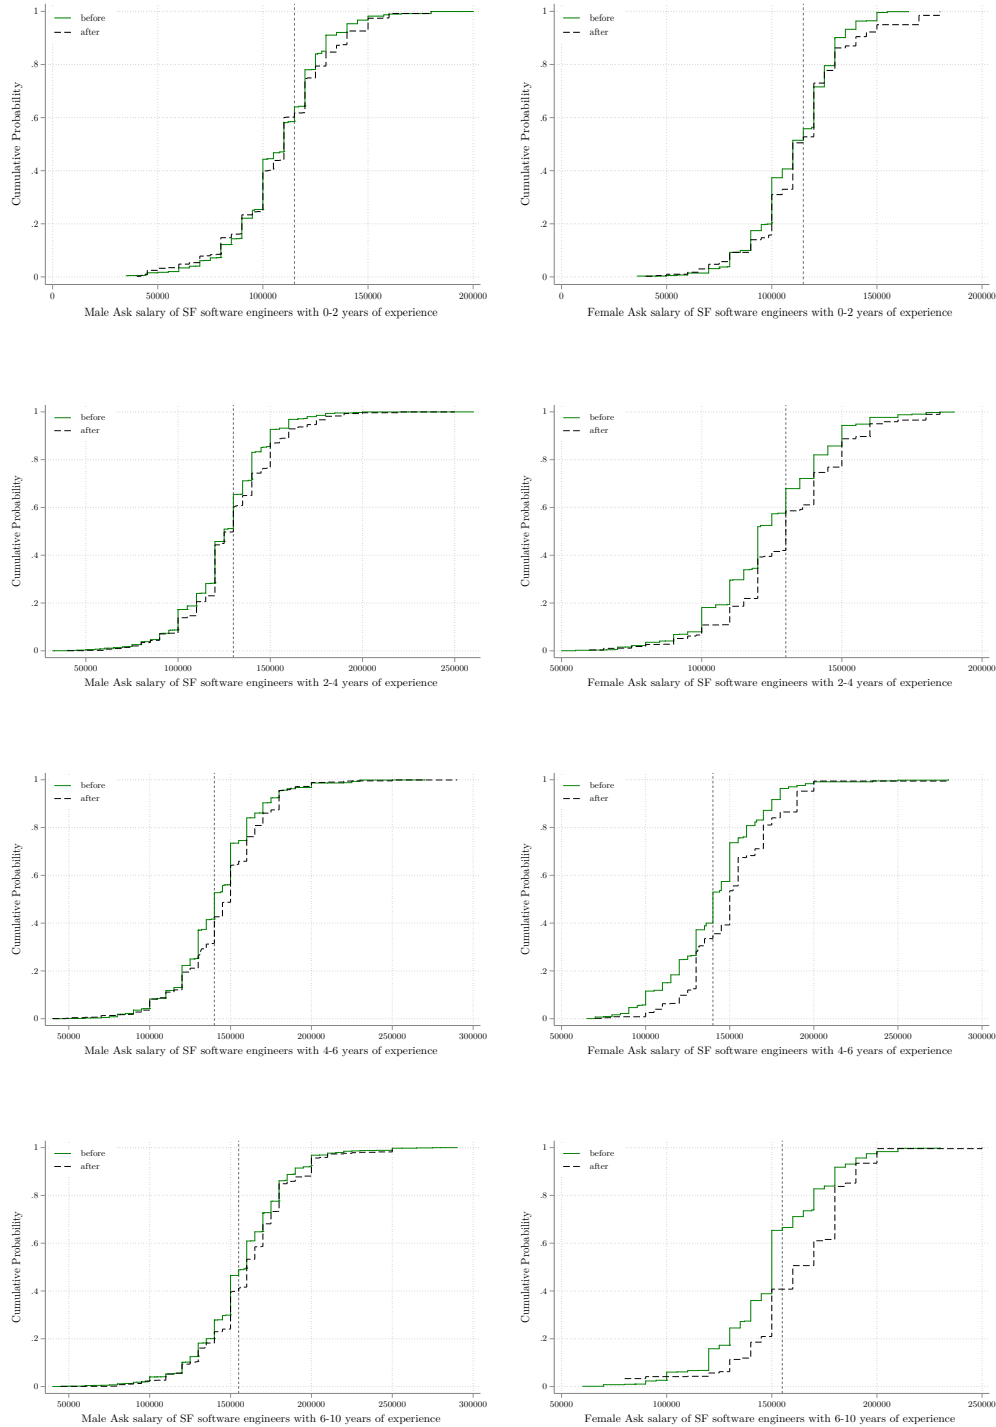 before
after
Cumulative Probability
1
.8
.6
.4
.2
0
0 50000 100000 150000 200000
Male Ask salary of SF software engineers with 0-2 years of experience
before
after
Cumulative Probability
1
.8
.6
.4
.2
0
0 50000 100000 150000 200000
Female Ask salary of SF software engineers with 0-2 years of experience
before
after
Cumulative Probability
1
.8
.6
.4
.2
0
50000 100000 150000 200000 250000
Male Ask salary of SF software engineers with 2-4 years of experience
before
after
Cumulative Probability
1
.8
.6
.4
.2
0
50000 100000 150000 200000
Female Ask salary of SF software engineers with 2-4 years of experience
before
after
Cumulative Probability
1
.8
.6
.4
.2
0
50000 100000 150000 200000 250000 300000
Male Ask salary of SF software engineers with 4-6 years of experience
before
after
Cumulative Probability
1
.8
.6
.4
.2
0
50000 100000 150000 200000 250000 300000
Female Ask salary of SF software engineers with 4-6 years of experience
before
after
Cumulative Probability
1
.8
.6
.4
.2
0
50000 100000 150000 200000 250000 300000
Male Ask salary of SF software engineers with 6-10 years of experience
before
after
Cumulative Probability
1
.8
.6
.4
.2
0
50000 100000 150000 200000 250000
Female Ask salary of SF software engineers with 6-10 years of experience